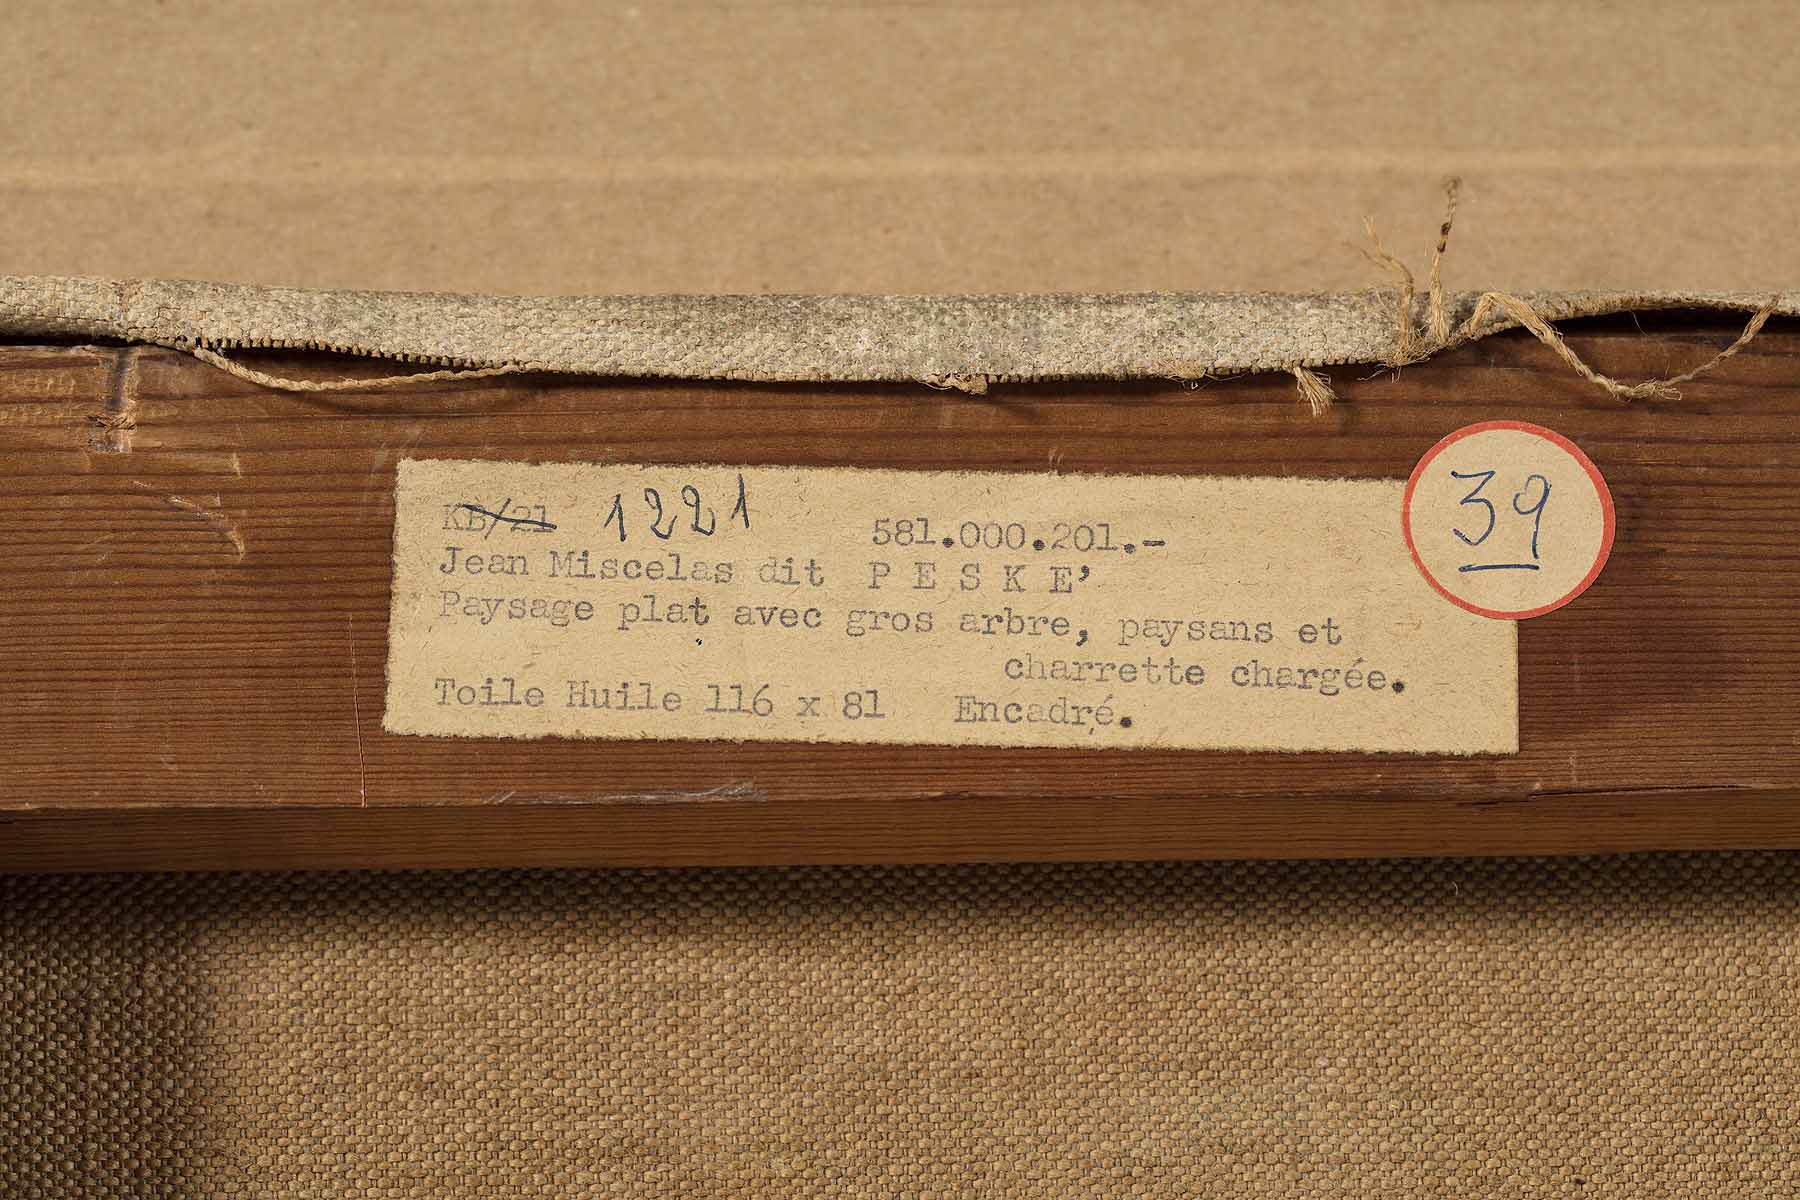 KB/21 1221 581.000.201.-
Jean Miscelas dit P E S K E'
Paysage plat avec gros arbre, paysans et
charrette chargée.
Toile Huile 116 x 81 Encadré.
39